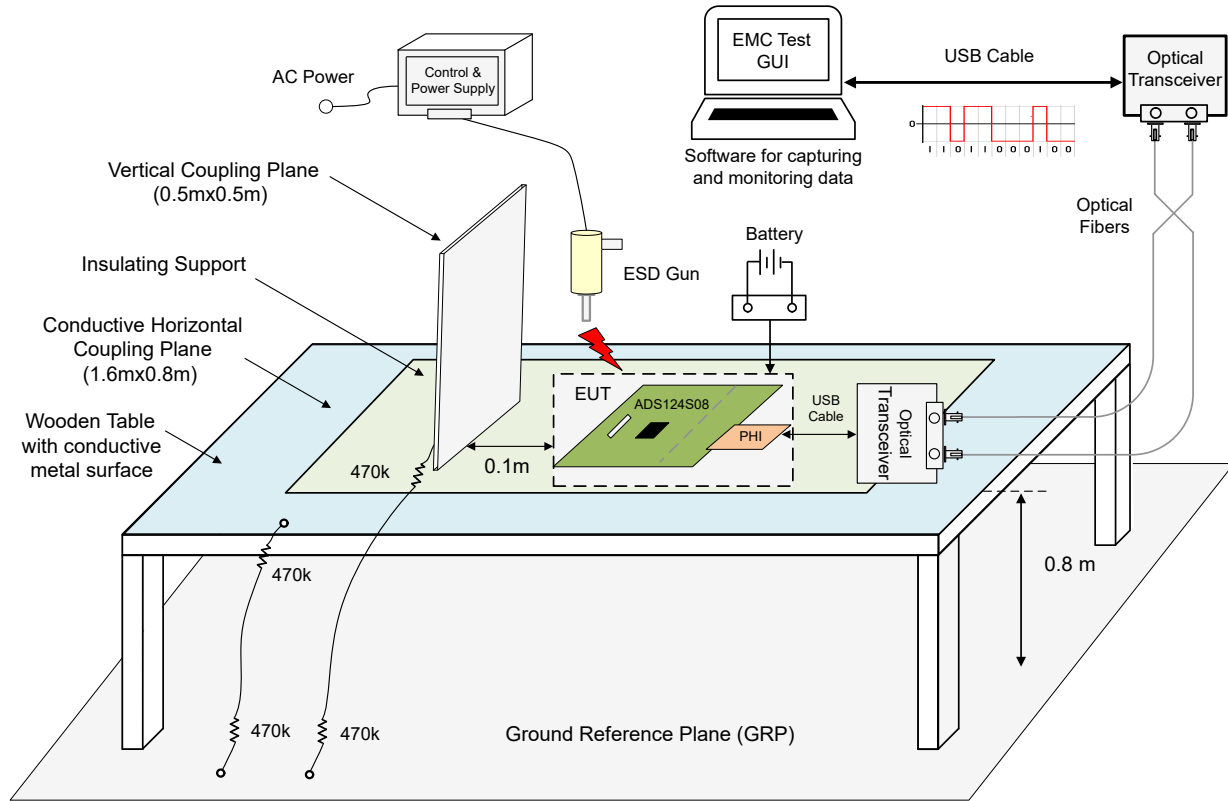 AC Power
Control &
Power Supply
EMC Test
GUI
USB Cable
Optical
Transceiver
0
1 1 0 1 1 0 0 0 1 0 0
Software for capturing
and monitoring data
Vertical Coupling Plane
(0.5mx0.5m)
Optical
Fibers
Battery
Insulating Support
ESD Gun
Conductive Horizontal
Coupling Plane
(1.6mx0.8m)
EUT
ADS124S08
USB
Cable
Optical
Transceiver
PHI
Wooden Table
with conductive
metal surface
0.1m
470k
470k
0.8 m
470k
470k
Ground Reference Plane (GRP)